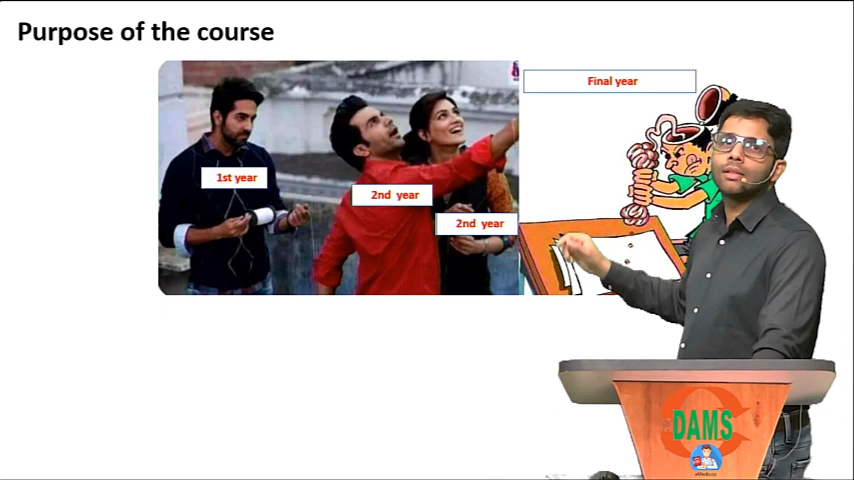 Purpose of the course
Final year
1st year
2nd year
2nd year
DAMS